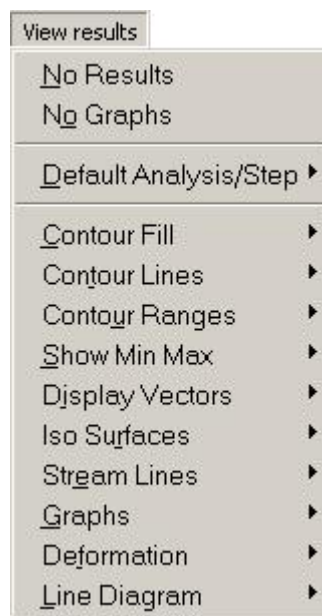 View results
No Results
No Graphs
Default Analysis/Step
Contour Fill
Contour Lines
Contour Ranges
Show Min Max
Display Vectors
Iso Surfaces
Stream Lines
Graphs
Deformation
Line Diagram